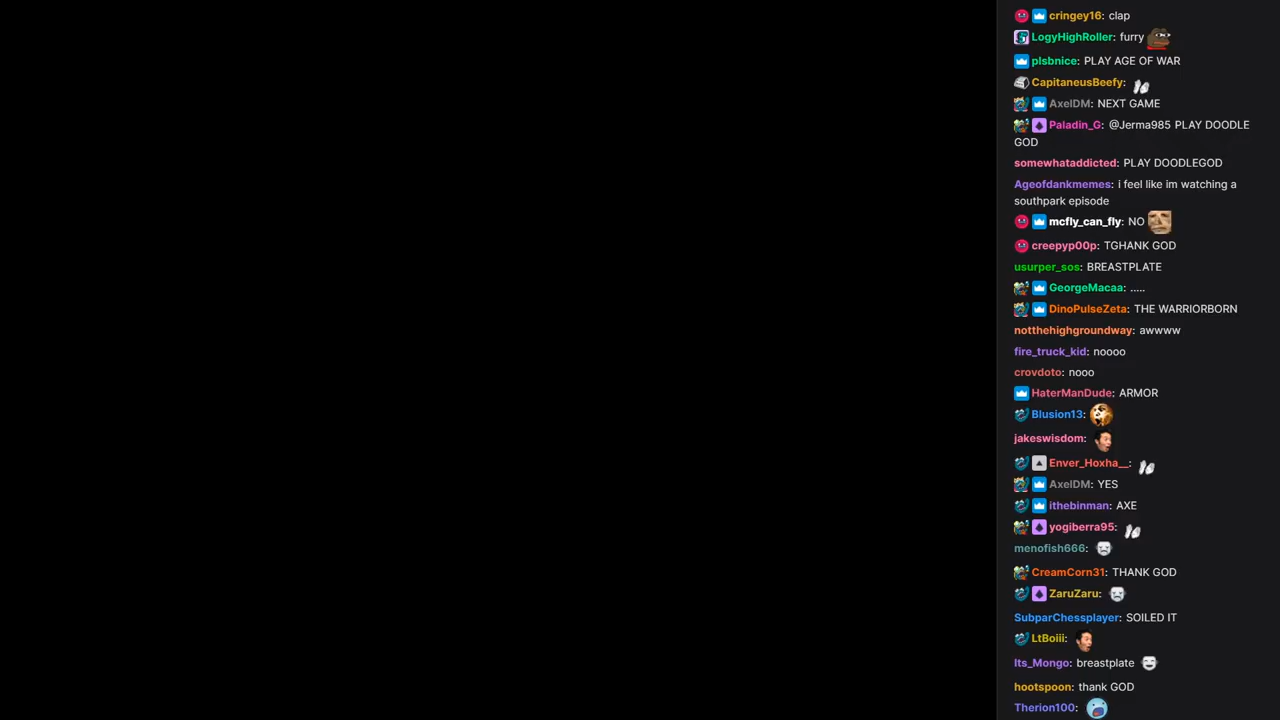 cringey16: clap
LogyHighRoller: furry
plsbnice: PLAY AGE OF WAR
CapitaneusBeefy:
AxelDM: NEXT GAME
Paladin_G: @Jerma985 PLAY DOODLE
GOD
somewhataddicted: PLAY DOODLEGOD
Ageofdankmemes: i feel like im watching a
southpark episode
mcfly_can_fly: NO
creepyp00p: TGHANK GOD
usurper_sos: BREASTPLATE
GeorgeMacaa: .....
DinoPulseZeta: THE WARRIORBORN
notthehighgroundway: awwww
fire_truck_kid: noooo
crovdoto: nooo
HaterManDude: ARMOR
Blusion13:
jakeswisdom:
Enver_Hoxha__:
AxelDM: YES
ithebinman: AXE
yogiberra95:
menofish666:
CreamCorn31: THANK GOD
ZaruZaru:
SubparChessplayer: SOILED IT
LtBoiii:
Its_Mongo: breastplate
hootspoon: thank GOD
Therion100: